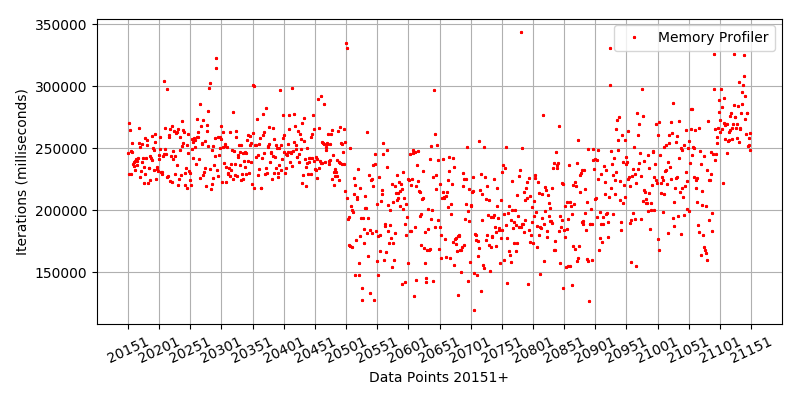 350000
300000
250000
200000
150000
Iterations (milliseconds)
Memory Profiler
20151 20201 20251 20301 20351 20401 20451 20501 20551 20601 20651 20701 20751 20801 20851 20901 20951 21001 21051 21101 21151
Data Points 20151+